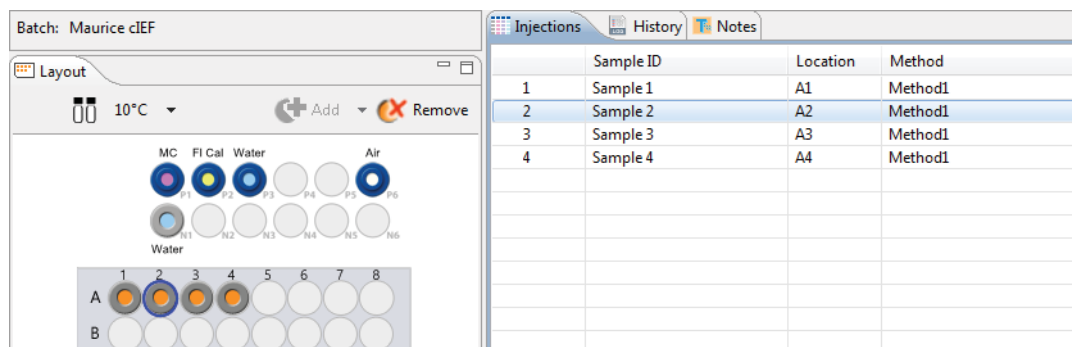 Batch: Maurice cIEF
Layout
10°C
Add
Remove
MC FI Cal Water Air
P1 P2 P3 P4 P5 P6
N1 N2 N3 N4 N5 N6
Water
1 2 3 4 5 6 7 8
A
B
Injections History Notes
Sample ID Location Method
1 Sample 1 A1 Method1
2 Sample 2 A2 Method1
3 Sample 3 A3 Method1
4 Sample 4 A4 Method1